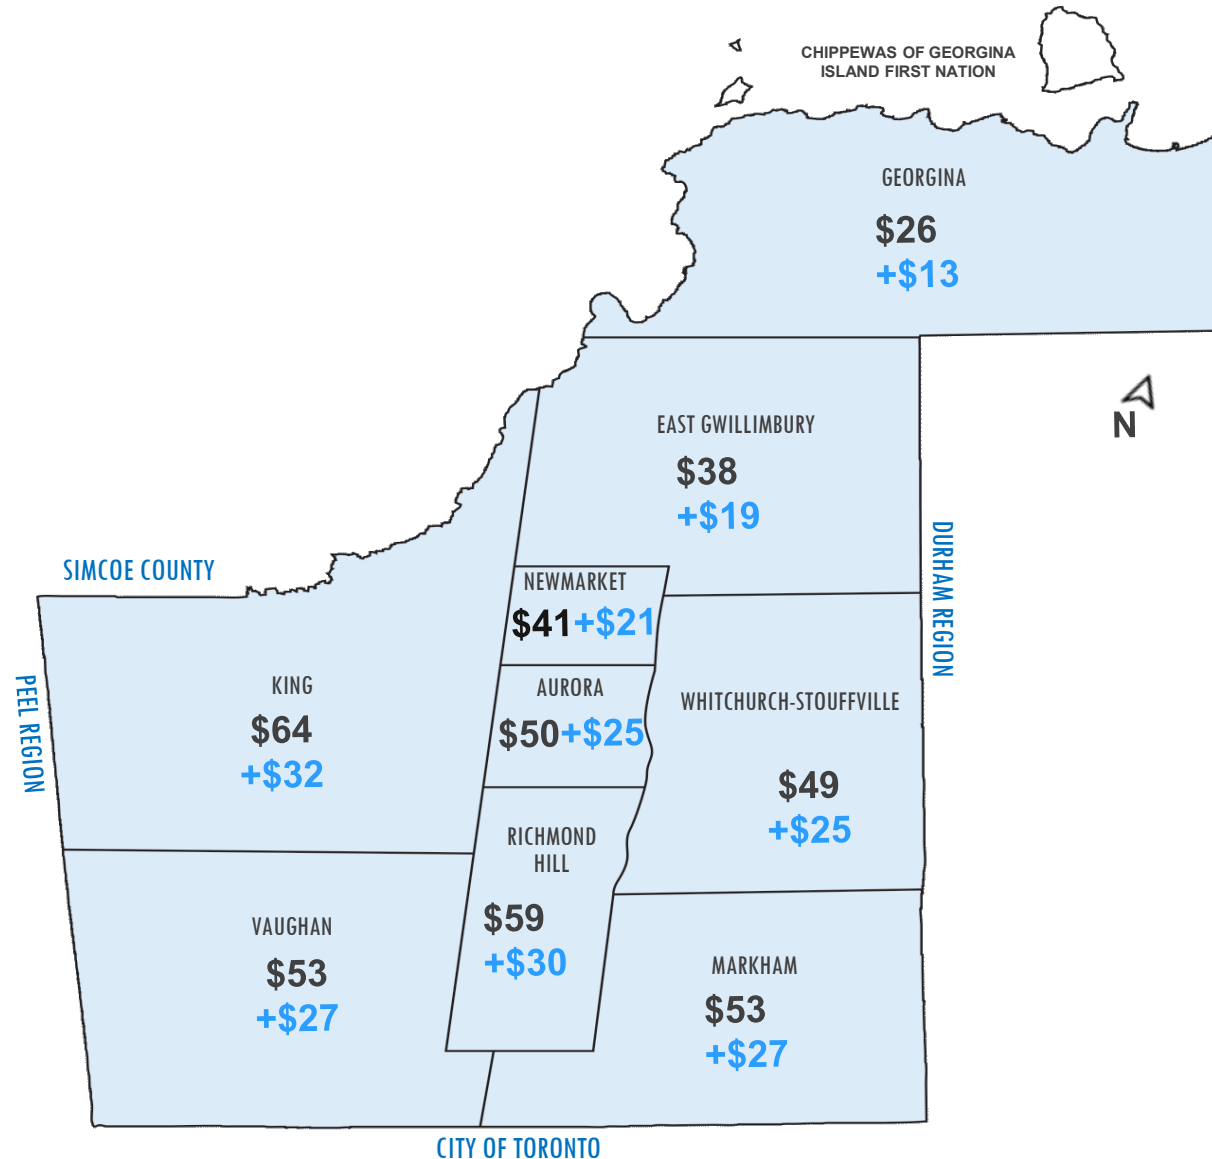 CHIPPEWAS OF GEORGINA
ISLAND FIRST NATION
GEORGINA
$26
+$13
N
EAST GWILLIMBURY
$38
+$19
DURHAM REGION
SIMCOE COUNTY
NEWMARKET
$41+$21
PEEL REGION
KING
$64
+$32
AURORA
$50+$25
WHITCHURCH-STOUFFVILLE
$49
+$25
RICHMOND
HILL
$59
+$30
VAUGHAN
$53
+$27
MARKHAM
$53
+$27
CITY OF TORONTO